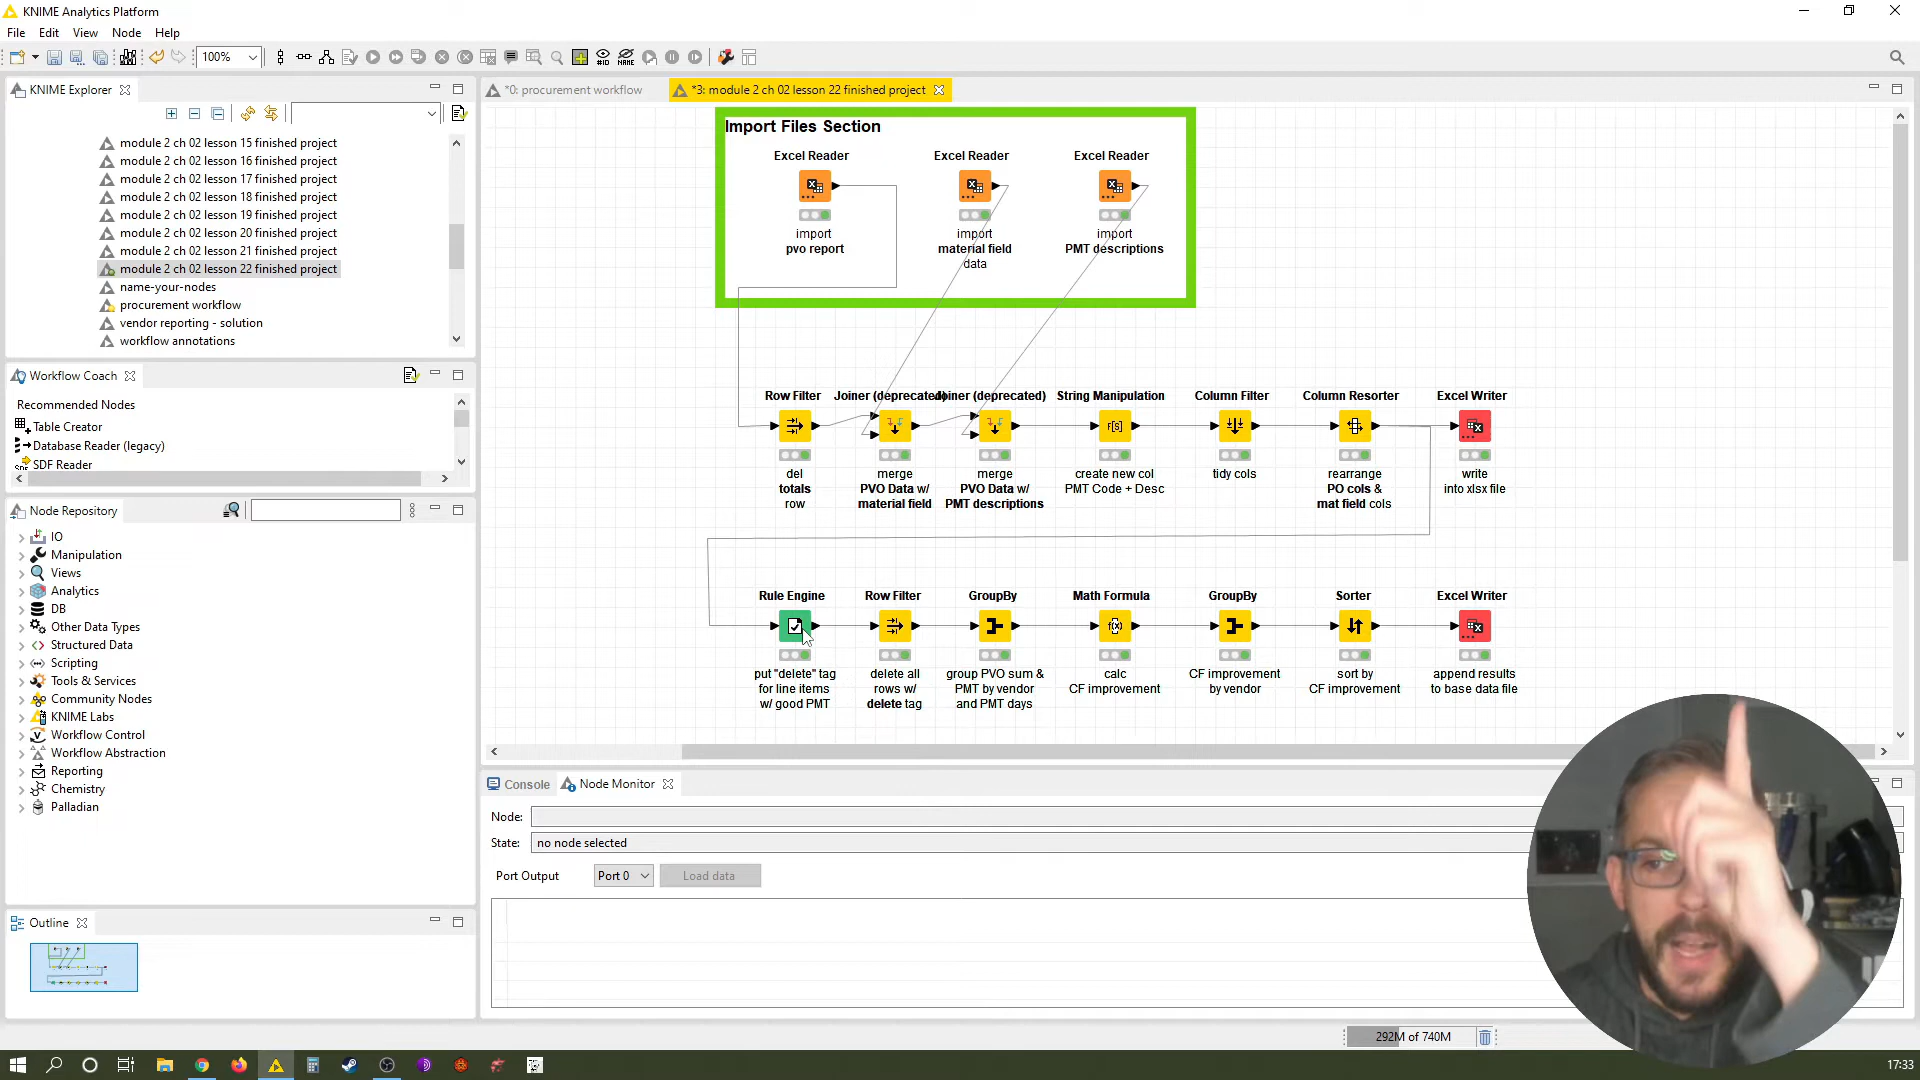 KNIME Analytics Platform
File Edit View Node Help
100%
KNIME Explorer
module 2 ch 02 lesson 15 finished project
module 2 ch 02 lesson 16 finished project
module 2 ch 02 lesson 17 finished project
module 2 ch 02 lesson 18 finished project
module 2 ch 02 lesson 19 finished project
module 2 ch 02 lesson 20 finished project
module 2 ch 02 lesson 21 finished project
module 2 ch 02 lesson 22 finished project
name-your-nodes
procurement workflow
vendor reporting - solution
workflow annotations
Workflow Coach
Recommended Nodes
Table Creator
Database Reader (legacy)
SDF Reader
Node Repository
IO
Manipulation
Views
Analytics
DB
Other Data Types
Structured Data
Scripting
Tools & Services
Community Nodes
KNIME Labs
Workflow Control
Workflow Abstraction
Reporting
Chemistry
Palladian
Outline
*0: procurement workflow
*3: module 2 ch 02 lesson 22 finished project
Import Files Section
Excel Reader Excel Reader Excel Reader
import
pvo report
import
material field
data
import
PMT descriptions
Row Filter Joiner (deprecated) Joiner (deprecated) String Manipulation Column Filter Column Resorter Excel Writer
del
totals
row
merge
PVO Data w/
material field
merge
PVO Data w/
PMT descriptions
create new col
PMT Code + Desc
tidy cols
rearrange
PO cols &
mat field cols
write
into xlsx file
Rule Engine Row Filter GroupBy Math Formula GroupBy Sorter Excel Writer
put "delete" tag
for line items
w/ good PMT
delete all
rows w/
delete tag
group PVO sum &
PMT by vendor
and PMT days
calc
CF improvement
CF improvement
by vendor
sort by
CF improvement
append results
to base data file
Console
Node Monitor
Node:
State: no node selected
Port Output Port 0 Load data
292M of 740M
17:33